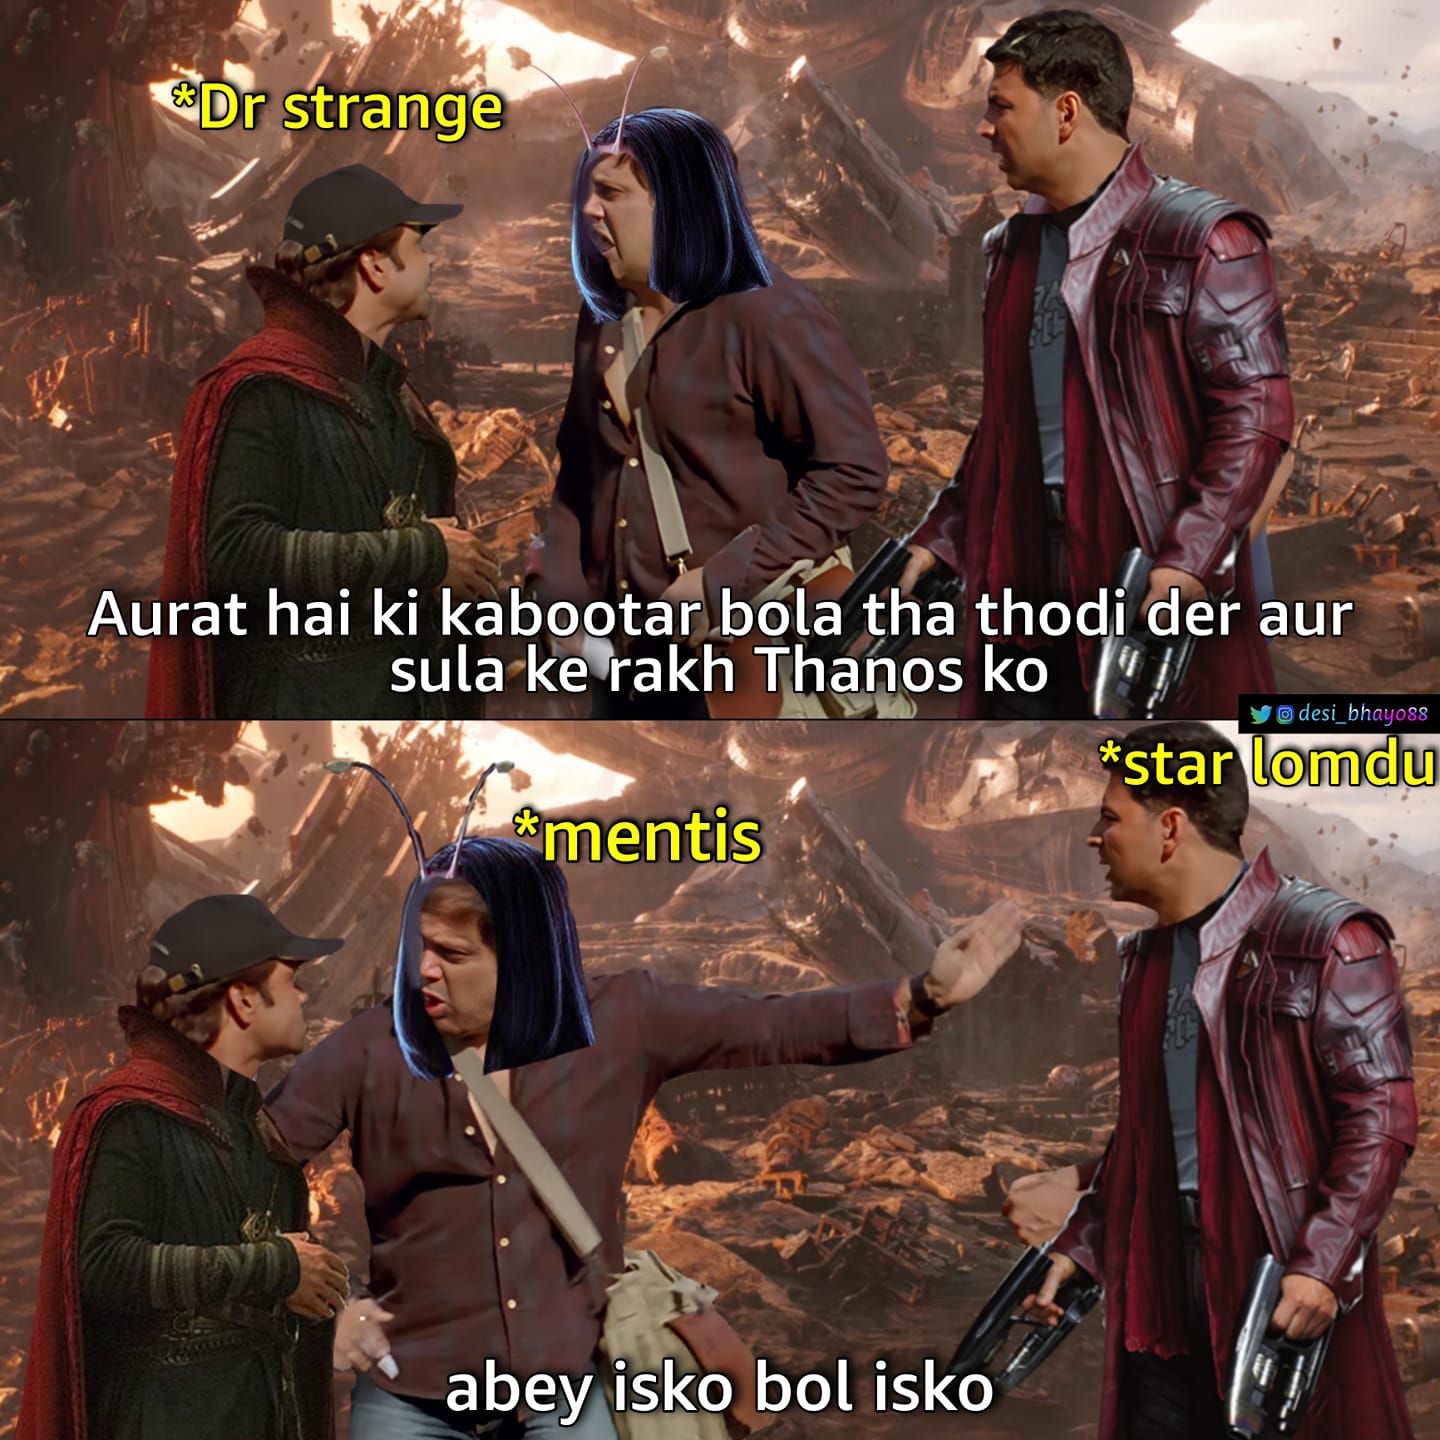 *Dr strange
Aurat hai ki kabootar bola tha thodi der aur
sula ke rakh Thanos ko
desi_bhayo88
*star lomdu
*mentis
abey isko bol isko